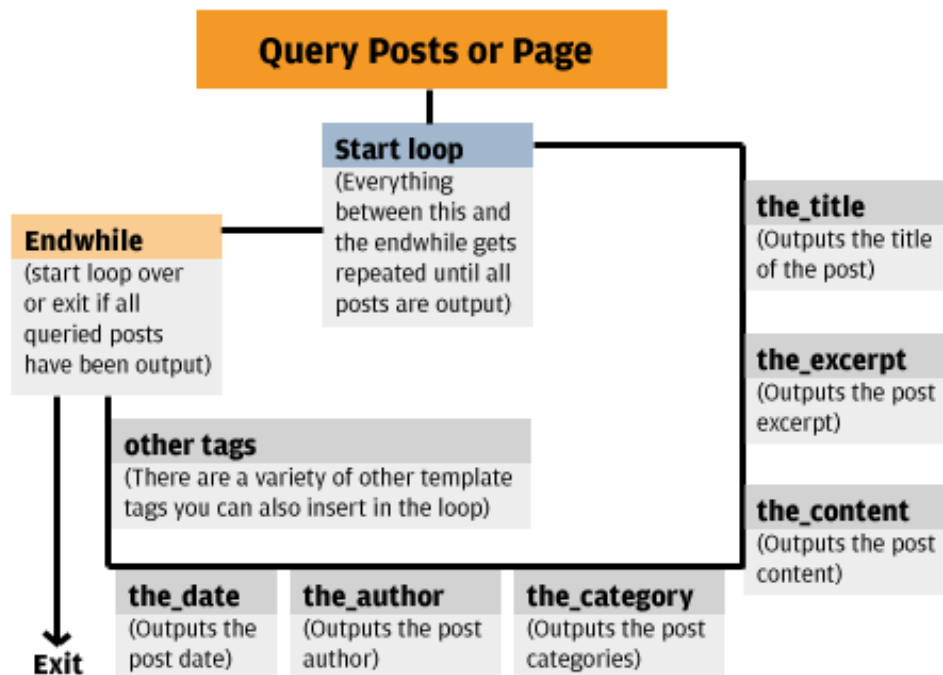 Query Posts or Page
Start loop
(Everything
between this and
the endwhile gets
repeated until all
posts are output)
the_title
(Outputs the title
of the post)
the_excerpt
(Outputs the post
excerpt)
the_content
(Outputs the post
content)
the_category
(Outputs the post
categories)
the_author
(Outputs the post
author)
the_date
(Outputs the
post date)
other tags
(There are a variety of other template
tags you can also insert in the loop)
Endwhile
(start loop over
or exit if all
queried posts
have been output)
Exit